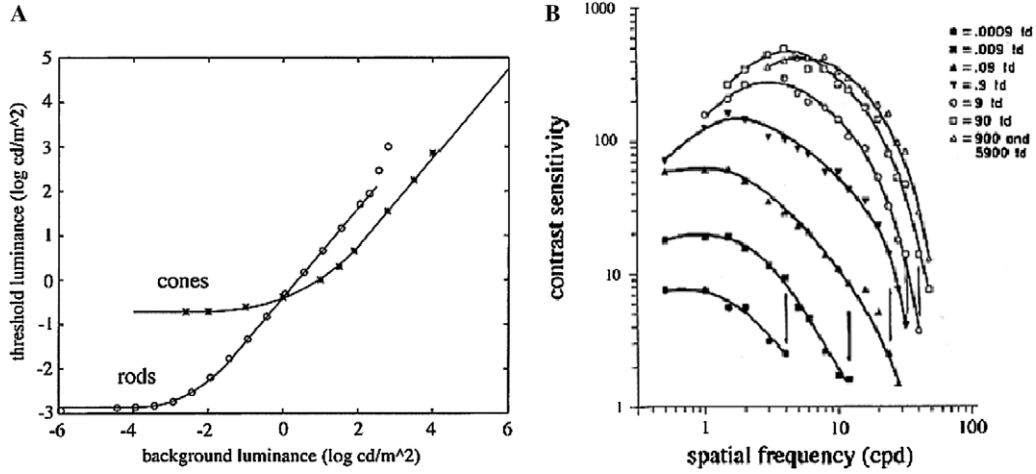 A
threshold luminance (log cd/m^2)
5
4
3
2
1
0
-1
-2
-3
cones
rods
-6
-4
-2
0
2
4
6
background luminance (log cd/m^2)
B
contrast sensitivity
1000
100
10
1
1
10
100
spatial frequency (cpd)
= .0009 td
= .009 td
= .09 td
= .9 td
= 9 td
= 90 td
= 900 and
5900 td